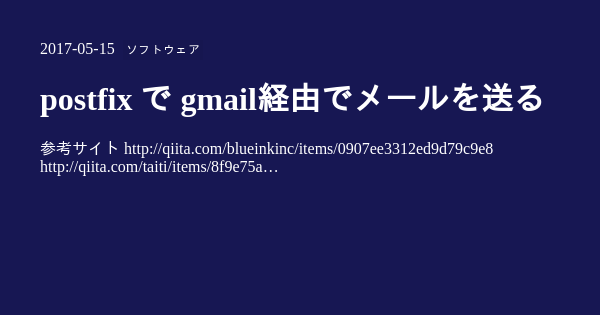 2017-05-15 ソフトウェア
postfix で gmail経由でメールを送る
参考サイト http://qiita.com/blueinkinc/items/0907ee3312ed9d79c9e8
http://qiita.com/taiti/items/8f9e75a…